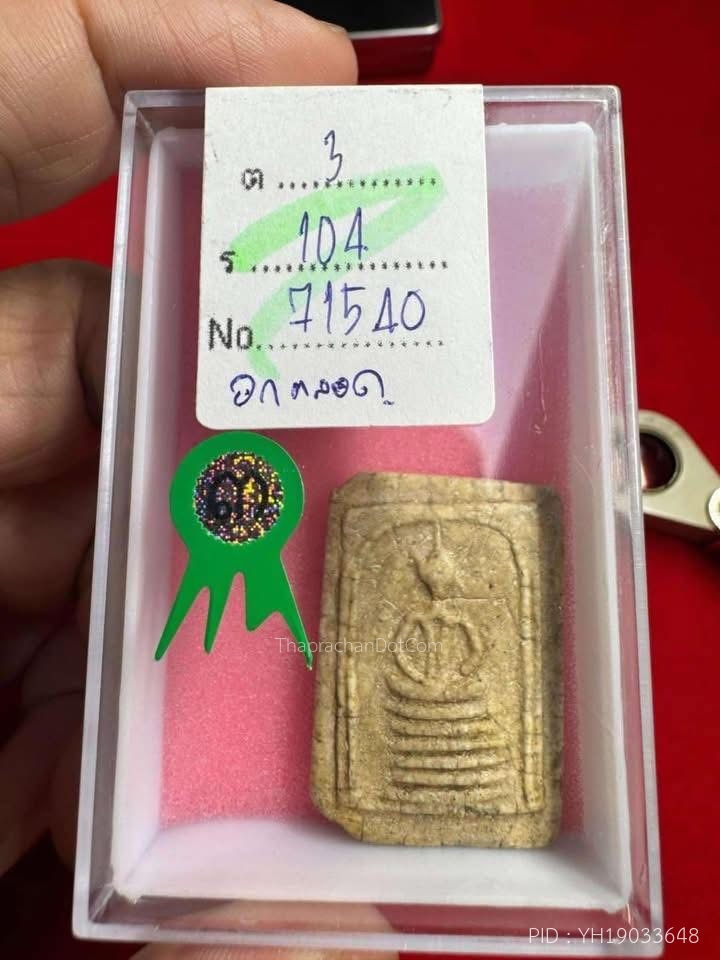 ต 3
ร 104
No. 71540
อกตลอด
ThaprachanDotCom
PID : YH19033648